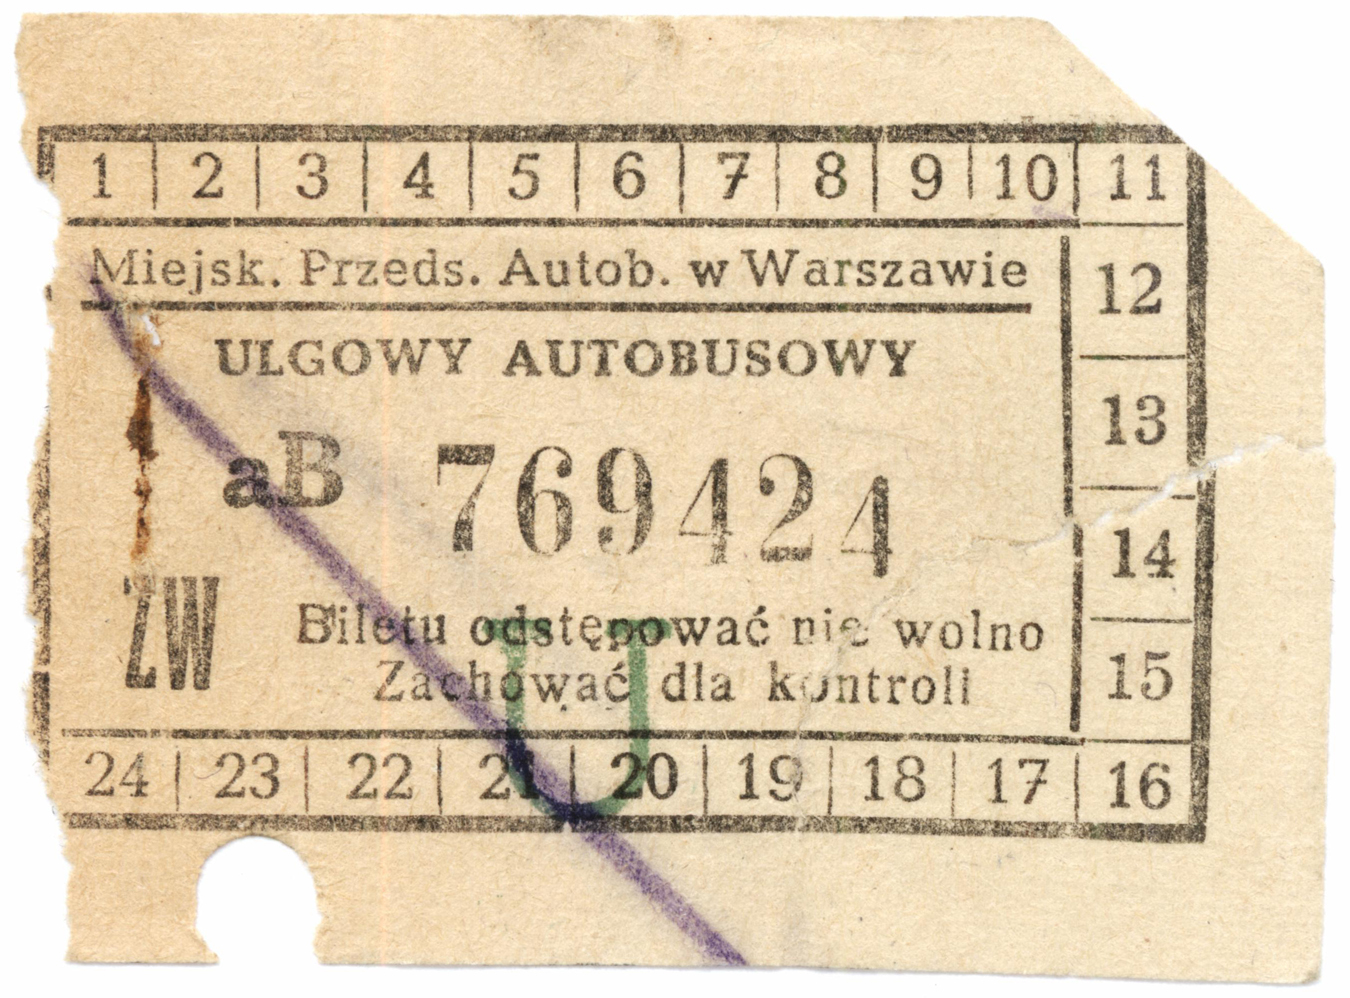 1 2 3 4 5 6 7 8 9 10 11
Miejsk. Przeds. Autob. w Warszawie
12
ULGOWY AUTOBUSOWY
13
aB 769424
14
ZW
Biletu odstępować nie wolno
Zachować dla kontroli
15
U
24 23 22 21 20 19 18 17 16